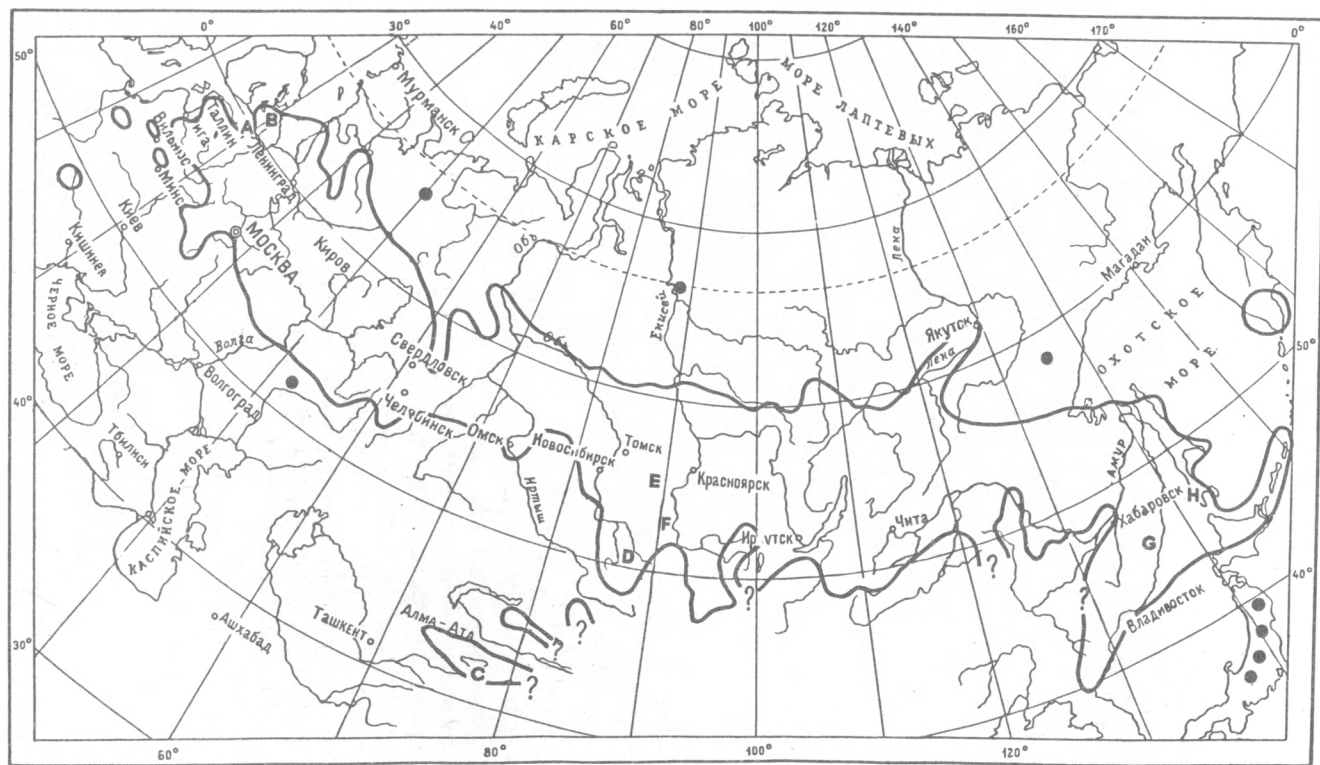 0° 30° 40° 50° 60° 80° 100° 120° 140° 160° 170° 0°
50°
Мурманск
КАРСКОЕ МОРЕ
МОРЕ ЛАПТЕВЫХ
Таллин
А
В
Рига
Вильнюс
Ленинград
Минск
Киев
МОСКВА
Кишинев
Киров
Обь
Лена
Магадан
ЧЕРНОЕ МОРЕ
Енисей
ОХОТСКОЕ МОРЕ
Волга
Свердловск
Обь
Якутск
Лена
50°
40°
Волгоград
Челябинск
Омск
Новосибирск
Томск
Тбилиси
КАСПИЙСКОЕ МОРЕ
Иртыш
Е
Красноярск
Амур
Н
Хабаровск
F
Иркутск
Чита
G
D
?
?
?
40°
Владивосток
Ташкент
Алма-Ата
?
?
Ашхабад
30°
С
?
60° 80° 100° 120°